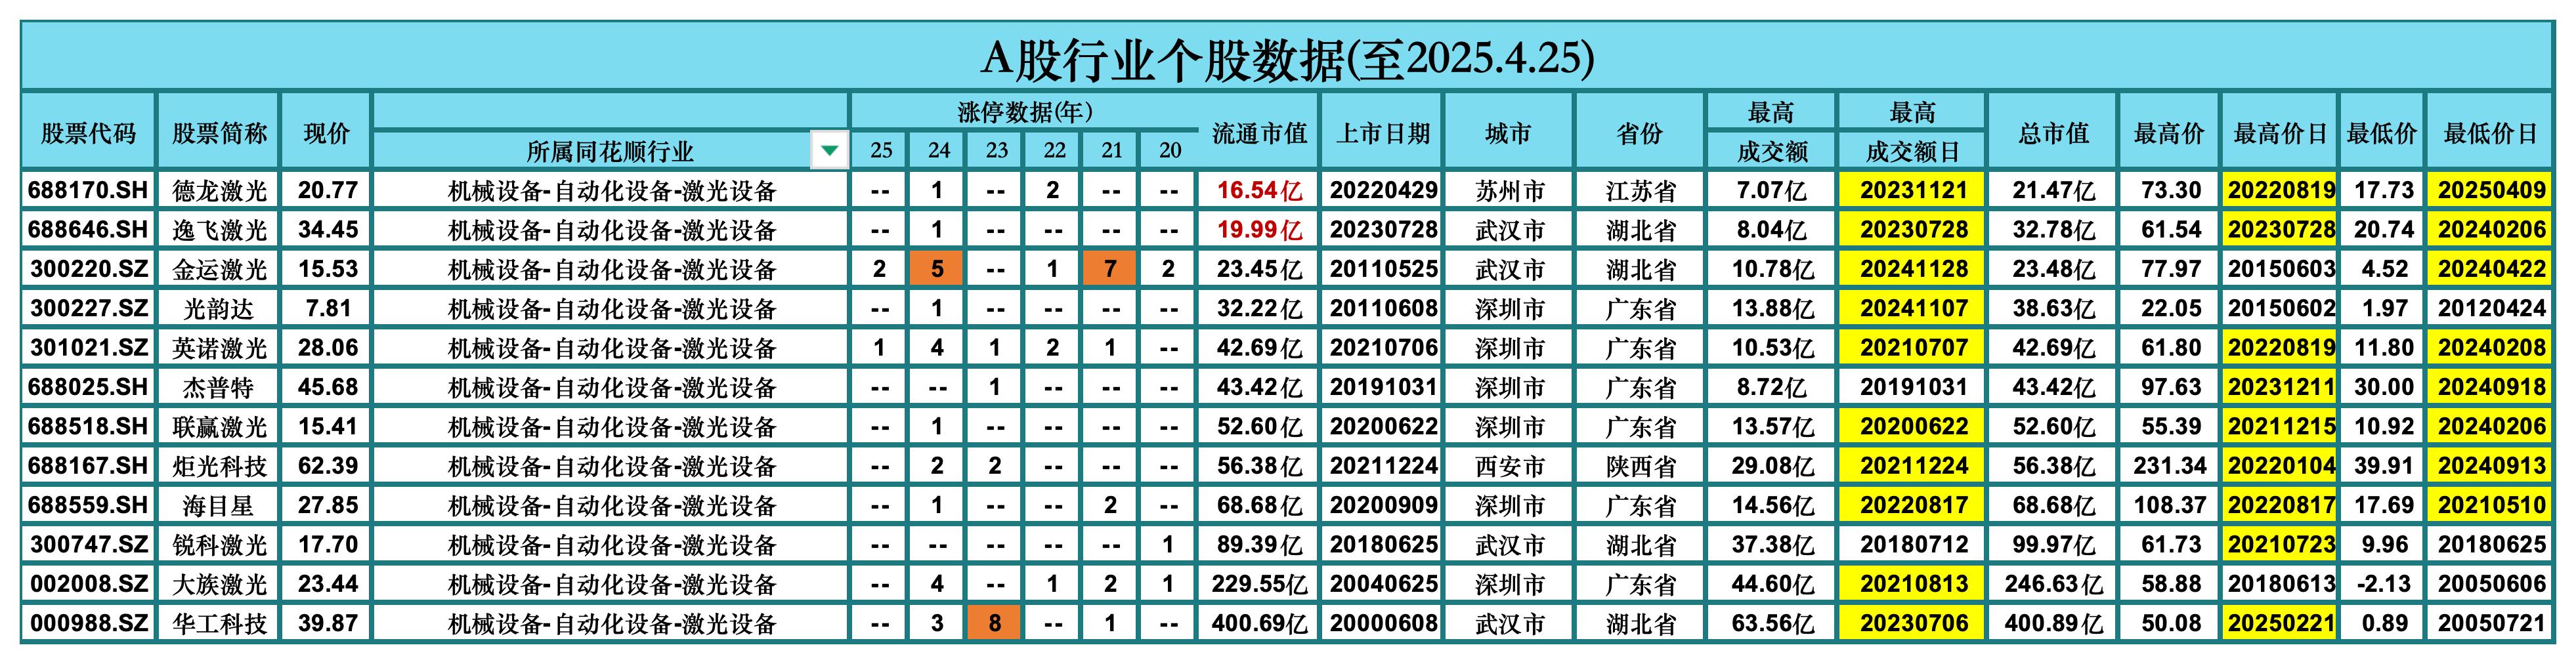 A股行业个股数据(至2025.4.25)
股票代码 股票简称 现价 所属同花顺行业 涨停数据(年) 25 24 23 22 21 20 流通市值 上市日期 城市 省份 最高成交额 最高成交额日 总市值 最高价 最高价日 最低价 最低价日
688170.SH 德龙激光 20.77 机械设备-自动化设备-激光设备 -- 1 -- 2 -- -- 16.54亿 20220429 苏州市 江苏省 7.07亿 20231121 21.47亿 73.30 20220819 17.73 20250409
688646.SH 逸飞激光 34.45 机械设备-自动化设备-激光设备 -- 1 -- -- -- -- 19.99亿 20230728 武汉市 湖北省 8.04亿 20230728 32.78亿 61.54 20230728 20.74 20240206
300220.SZ 金运激光 15.53 机械设备-自动化设备-激光设备 2 5 -- 1 7 2 23.45亿 20110525 武汉市 湖北省 10.78亿 20241128 23.48亿 77.97 20150603 4.52 20240422
300227.SZ 光韵达 7.81 机械设备-自动化设备-激光设备 -- 1 -- -- -- -- 32.22亿 20110608 深圳市 广东省 13.88亿 20241107 38.63亿 22.05 20150602 1.97 20120424
301021.SZ 英诺激光 28.06 机械设备-自动化设备-激光设备 1 4 1 2 1 -- 42.69亿 20210706 深圳市 广东省 10.53亿 20210707 42.69亿 61.80 20220819 11.80 20240208
688025.SH 杰普特 45.68 机械设备-自动化设备-激光设备 -- -- 1 -- -- -- 43.42亿 20191031 深圳市 广东省 8.72亿 20191031 43.42亿 97.63 20231211 30.00 20240918
688518.SH 联赢激光 15.41 机械设备-自动化设备-激光设备 -- 1 -- -- -- -- 52.60亿 20200622 深圳市 广东省 13.57亿 20200622 52.60亿 55.39 20211215 10.92 20240206
688167.SH 炬光科技 62.39 机械设备-自动化设备-激光设备 -- 2 2 -- -- -- 56.38亿 20211224 西安市 陕西省 29.08亿 20211224 56.38亿 231.34 20220104 39.91 20240913
688559.SH 海目星 27.85 机械设备-自动化设备-激光设备 -- 1 -- -- 2 -- 68.68亿 20200909 深圳市 广东省 14.56亿 20220817 68.68亿 108.37 20220817 17.69 20210510
300747.SZ 锐科激光 17.70 机械设备-自动化设备-激光设备 -- -- -- -- -- 1 89.39亿 20180625 武汉市 湖北省 37.38亿 20180712 99.97亿 61.73 20210723 9.96 20180625
002008.SZ 大族激光 23.44 机械设备-自动化设备-激光设备 -- 4 -- 1 2 1 229.55亿 20040625 深圳市 广东省 44.60亿 20210813 246.63亿 58.88 20180613 -2.13 20050606
000988.SZ 华工科技 39.87 机械设备-自动化设备-激光设备 -- 3 8 -- 1 -- 400.69亿 20000608 武汉市 湖北省 63.56亿 20230706 400.89亿 50.08 20250221 0.89 20050721